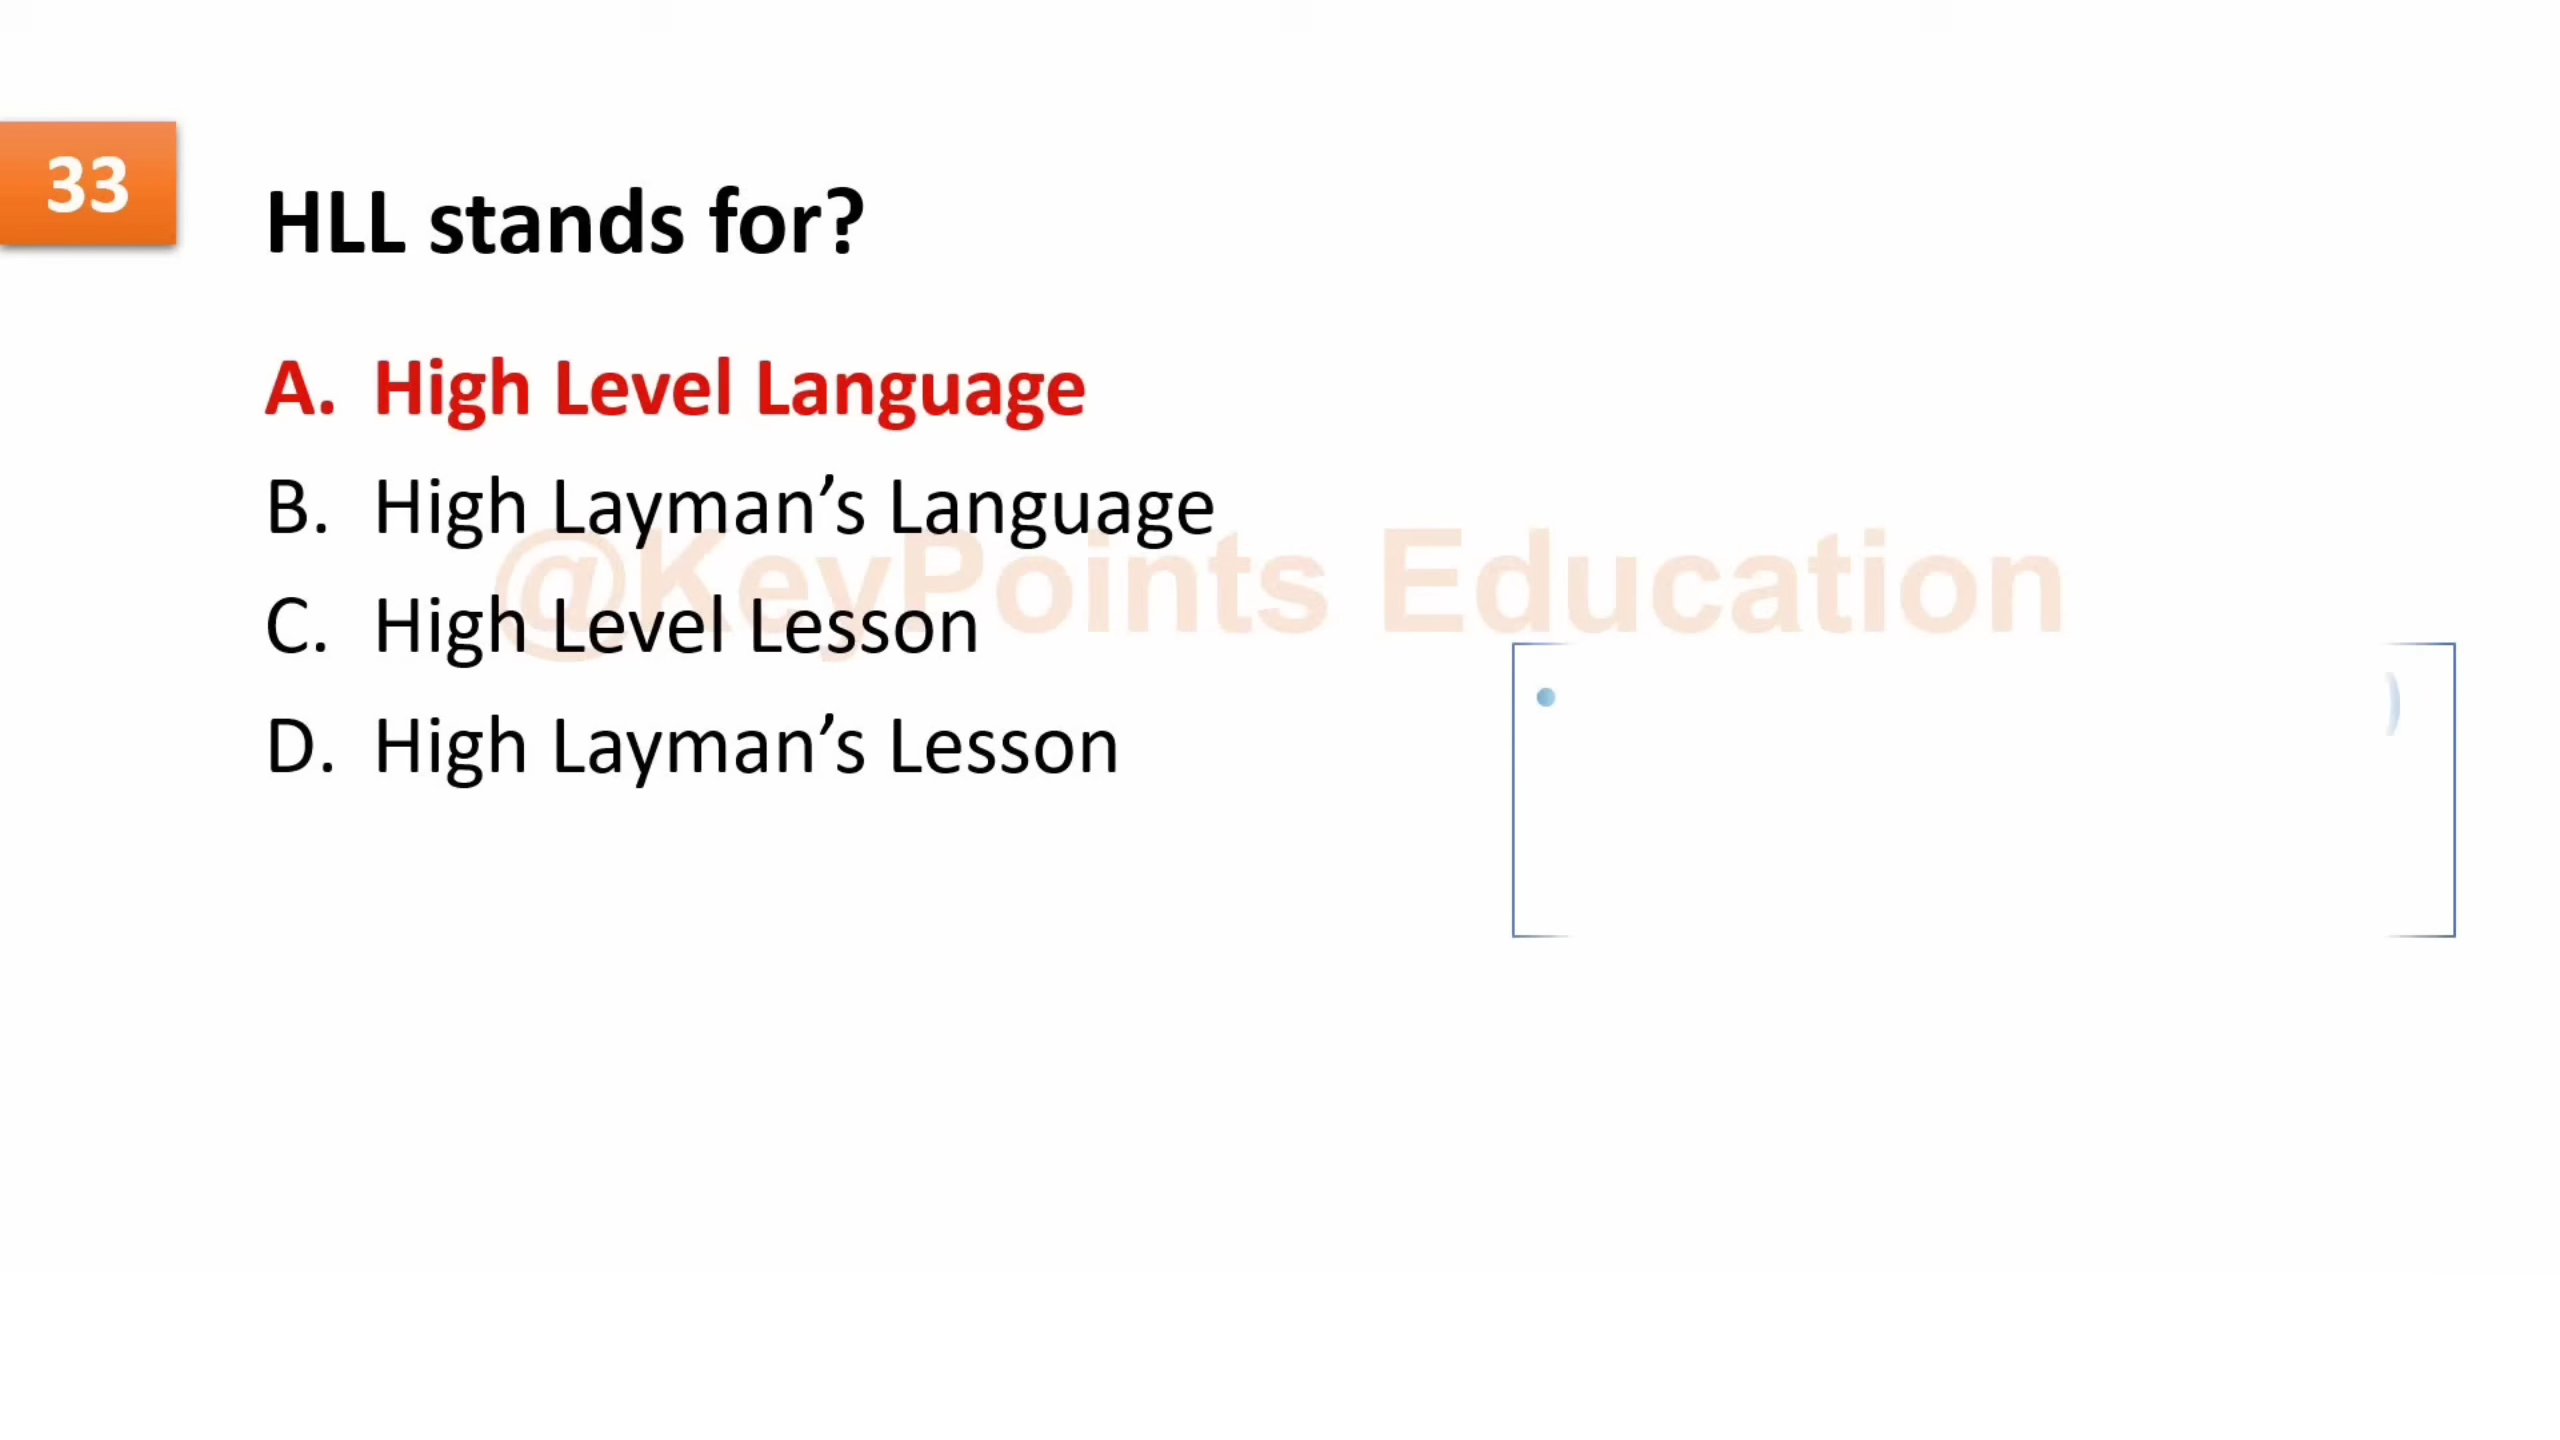 33
HLL stands for?
A. High Level Language
B. High Layman’s Language
C. High Level Lesson
D. High Layman’s Lesson
@KeyPoints Education
• )